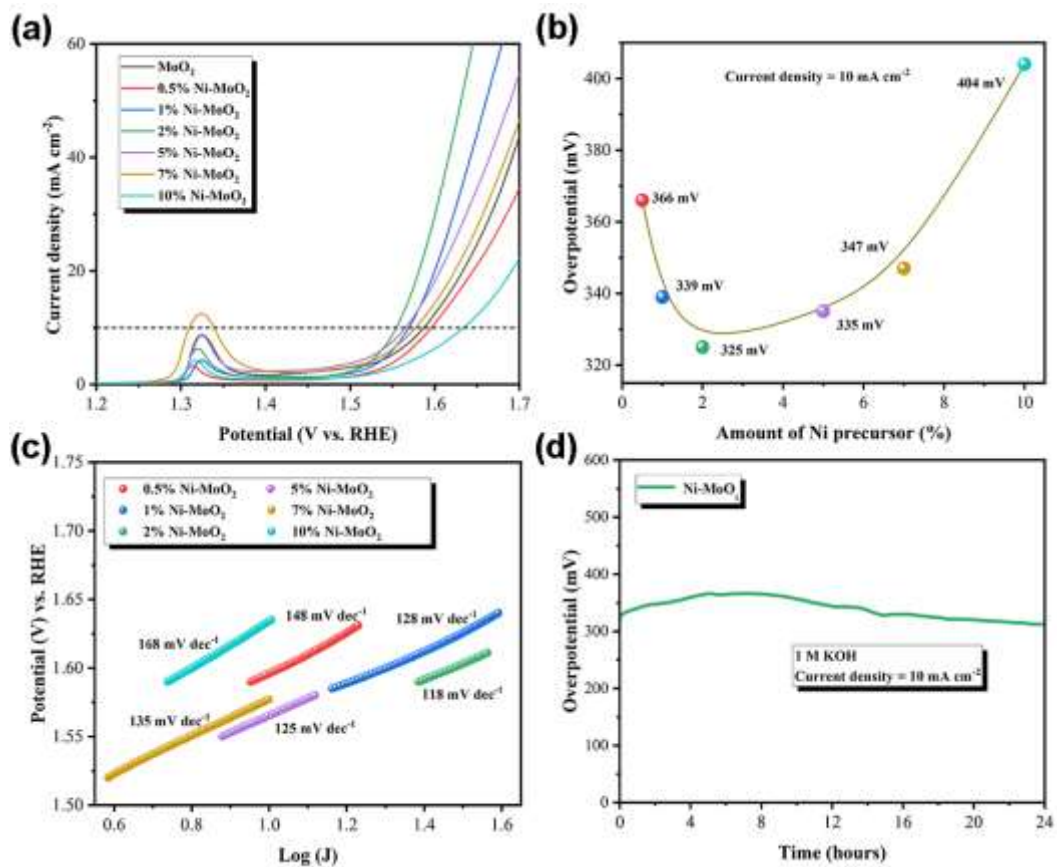 (a)
60
40
20
0
1.2
1.3
1.4
1.5
1.6
1.7
Current density (mA cm⁻²)
Potential (V vs. RHE)
MoO₂
0.5% Ni-MoO₂
1% Ni-MoO₂
2% Ni-MoO₂
5% Ni-MoO₂
7% Ni-MoO₂
10% Ni-MoO₂
(b)
400
380
360
340
320
0
2
4
6
8
10
Overpotential (mV)
Amount of Ni precursor (%)
Current density = 10 mA cm⁻²
404 mV
366 mV
347 mV
339 mV
335 mV
325 mV
(c)
1.75
1.70
1.65
1.60
1.55
1.50
0.6
0.8
1.0
1.2
1.4
1.6
Potential (V) vs. RHE
Log (J)
0.5% Ni-MoO₂
1% Ni-MoO₂
2% Ni-MoO₂
5% Ni-MoO₂
7% Ni-MoO₂
10% Ni-MoO₂
148 mV dec⁻¹
128 mV dec⁻¹
168 mV dec⁻¹
118 mV dec⁻¹
135 mV dec⁻¹
125 mV dec⁻¹
(d)
600
500
400
300
200
100
0
0
4
8
12
16
20
24
Overpotential (mV)
Time (hours)
Ni-MoO₂
1 M KOH
Current density = 10 mA cm⁻²